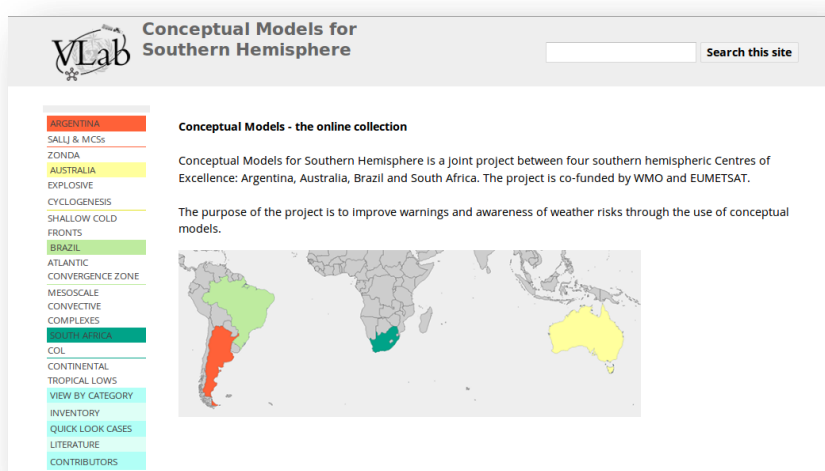 VLab
Conceptual Models for
Southern Hemisphere
Search this site
ARGENTINA
SALLJ & MCSs
ZONDA
AUSTRALIA
EXPLOSIVE
CYCLOGENESIS
SHALLOW COLD
FRONTS
BRAZIL
ATLANTIC
CONVERGENCE ZONE
MESOSCALE
CONVECTIVE
COMPLEXES
SOUTH AFRICA
COL
CONTINENTAL
TROPICAL LOWS
VIEW BY CATEGORY
INVENTORY
QUICK LOOK CASES
LITERATURE
CONTRIBUTORS
Conceptual Models - the online collection
Conceptual Models for Southern Hemisphere is a joint project between four southern hemispheric Centres of
Excellence: Argentina, Australia, Brazil and South Africa. The project is co-funded by WMO and EUMETSAT.
The purpose of the project is to improve warnings and awareness of weather risks through the use of conceptual
models.